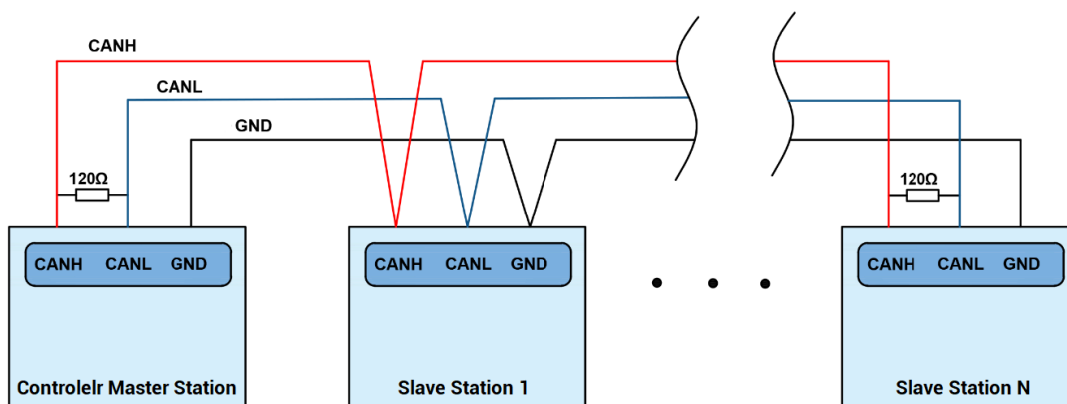 CANH
CANL
GND
120Ω
120Ω
CANH CANL GND
CANH CANL GND
CANH CANL GND
Controlelr Master Station
Slave Station 1
Slave Station N